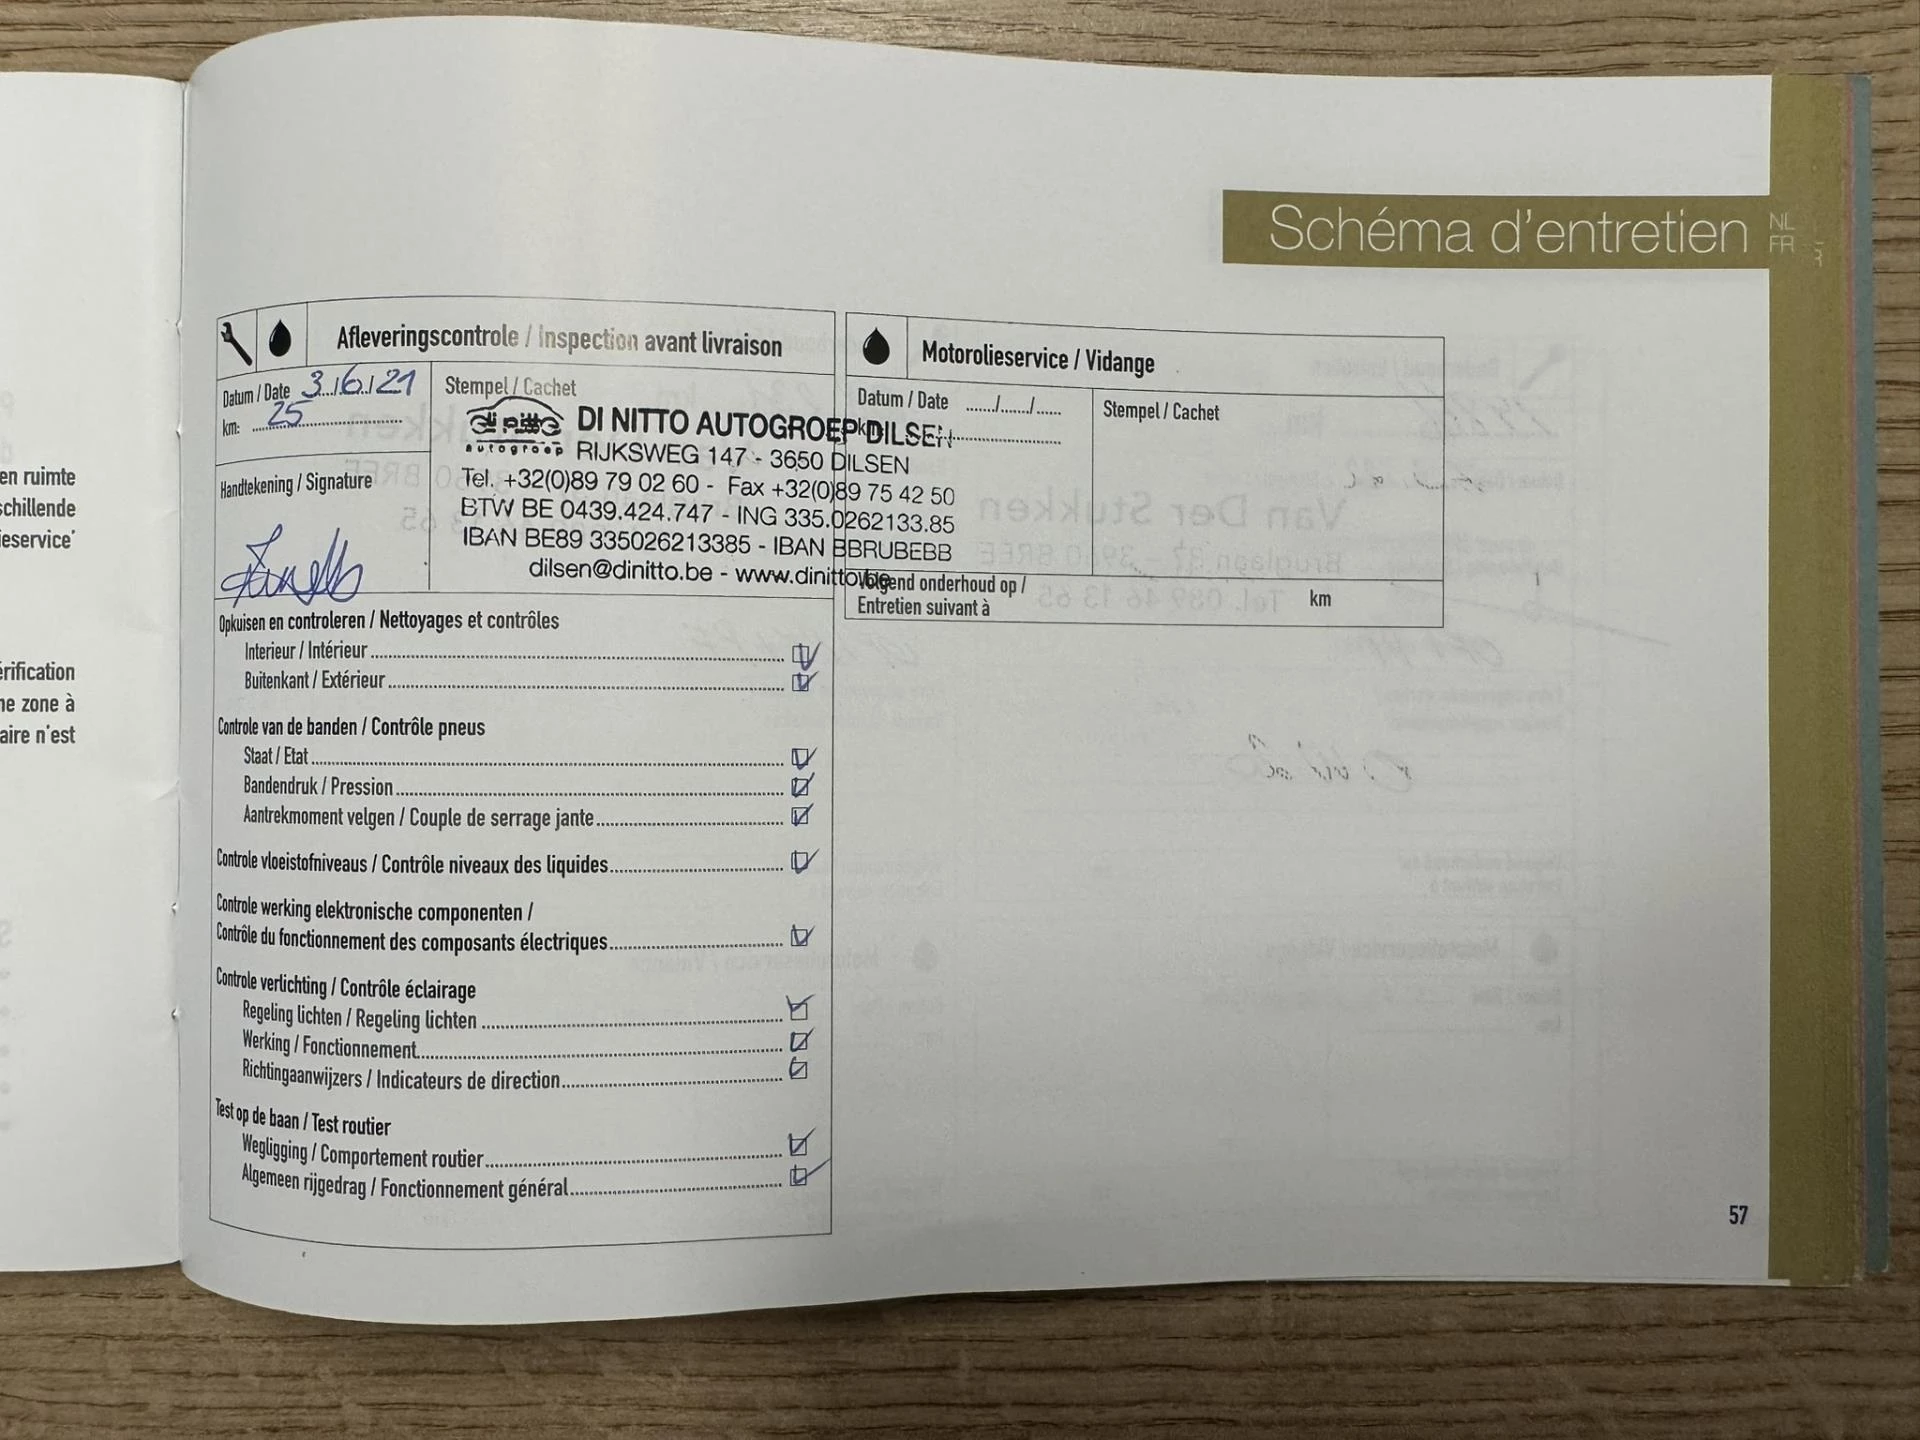 en ruimte
schillende
ieservice'
érification
ne zone à
aire n'est
Schéma d'entretien
NL
FR
Afleveringscontrole / Inspection avant livraison
Datum / Date 3./6./21
km: 25
Handtekening / Signature
Stempel / Cachet
di nitto
autogroep
DI NITTO AUTOGROEP DILSEN
RIJKSWEG 147 - 3650 DILSEN
Tel. +32(0)89 79 02 60 - Fax +32(0)89 75 42 50
BTW BE 0439.424.747 - ING 335.0262133.85
IBAN BE89 335026213385 - IBAN BBRUBEBB
dilsen@dinitto.be - www.dinitto.be
Opkuisen en controleren / Nettoyages et contrôles
Interieur / Intérieur
Buitenkant / Extérieur
Controle van de banden / Contrôle pneus
Staat / Etat
Bandendruk / Pression
Aantrekmoment velgen / Couple de serrage jante
Controle vloeistofniveaus / Contrôle niveaux des liquides
Controle werking elektronische componenten /
Contrôle du fonctionnement des composants électriques
Controle verlichting / Contrôle éclairage
Regeling lichten / Regeling lichten
Werking / Fonctionnement
Richtingaanwijzers / Indicateurs de direction
Test op de baan / Test routier
Wegligging / Comportement routier
Algemeen rijgedrag / Fonctionnement général
Motorolieservice / Vidange
Datum / Date ....../....../......
km:
Stempel / Cachet
Volgend onderhoud op /
Entretien suivant à
km
57